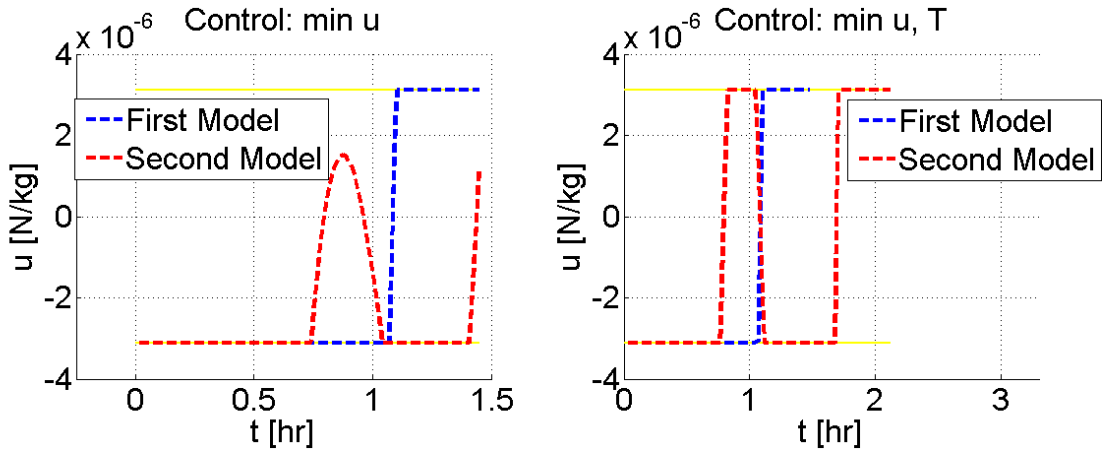 Control: min u
x 10⁻⁶
4
2
0
-2
-4
u [N/kg]
First Model
Second Model
0
0.5
1
1.5
t [hr]
Control: min u, T
x 10⁻⁶
4
2
0
-2
-4
u [N/kg]
First Model
Second Model
0
1
2
3
t [hr]